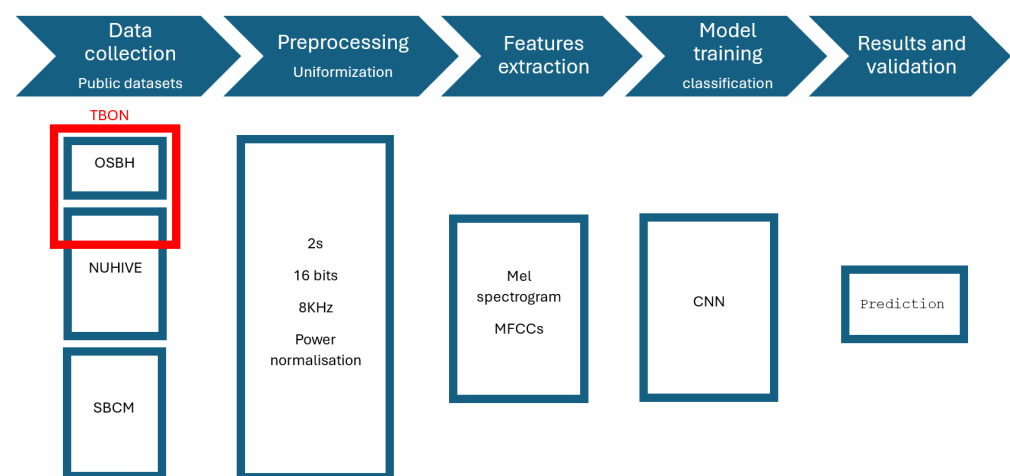 Data
collection
Public datasets
Preprocessing
Uniformization
Features
extraction
Model
training
classification
Results and
validation
TBON
OSBH
NUHIVE
SBCM
2s
16 bits
8KHz
Power
normalisation
Mel
spectrogram
MFCCs
CNN
Prediction